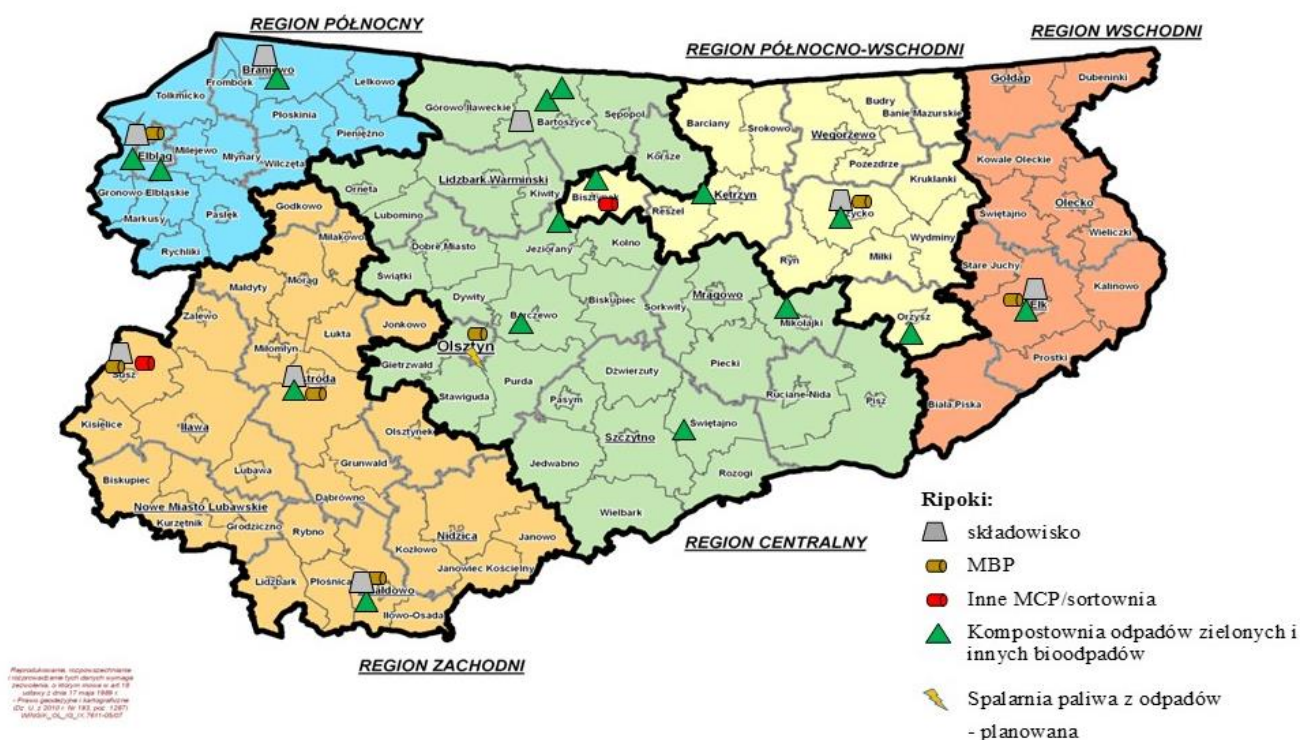 REGION PÓŁNOCNY
REGION WSCHODNI
REGION PÓŁNOCNO-WSCHODNI
Braniewo
Frombork
Lelkowo
Tolkmicko
Płoskinia
Pieniężno
Elbląg
Milejewo
Młynary
Wilczęta
Gronowo Elbląskie
Markusy
Pasłęk
Rychliki
Górowo Iławeckie
Bartoszyce
Sępopol
Korsze
Lidzbark Warmiński
Orneta
Kiwity
Lubomino
Dobre Miasto
Jeziorany
Kolno
Świątki
Dywity
Biskupiec
Barczewo
Olsztyn
Gietrzwałd
Stawiguda
Purda
Pasym
Dźwierzuty
Szczytno
Świętajno
Jedwabno
Rozogi
Wielbark
Sorkwity
Mrągowo
Mikołajki
Piecki
Ruciane-Nida
Pisz
Barciany
Srokowo
Węgorzewo
Budry
Banie Mazurskie
Pozezdrze
Kruklanki
Kętrzyn
Reszel
życko
Wydminy
Ryn
Miłki
Orzysz
Gołdap
Dubeninki
Kowale Oleckie
Świętajno
Olecko
Wieliczki
Stare Juchy
Kalinowo
Ełk
Prostki
Biała Piska
Godkowo
Miłakowo
Morąg
Małdyty
Zalewo
Łukta
Jonkowo
Miłomłyn
stróda
Susz
Kisielice
Iława
Olsztynek
Grunwald
Lubawa
Dąbrówno
Biskupiec
Nowe Miasto Lubawskie
Kurzętnik
Grodziczno
Rybno
Nidzica
Kozłowo
Janowo
Janowiec Kościelny
Lidzbark
Płośnica
Iłowo-Osada
REGION CENTRALNY
REGION ZACHODNI
Ripoki:
składowisko
MBP
Inne MCP/sortownia
Kompostownia odpadów zielonych i
innych bioodpadów
Spalarnia paliwa z odpadów
- planowana